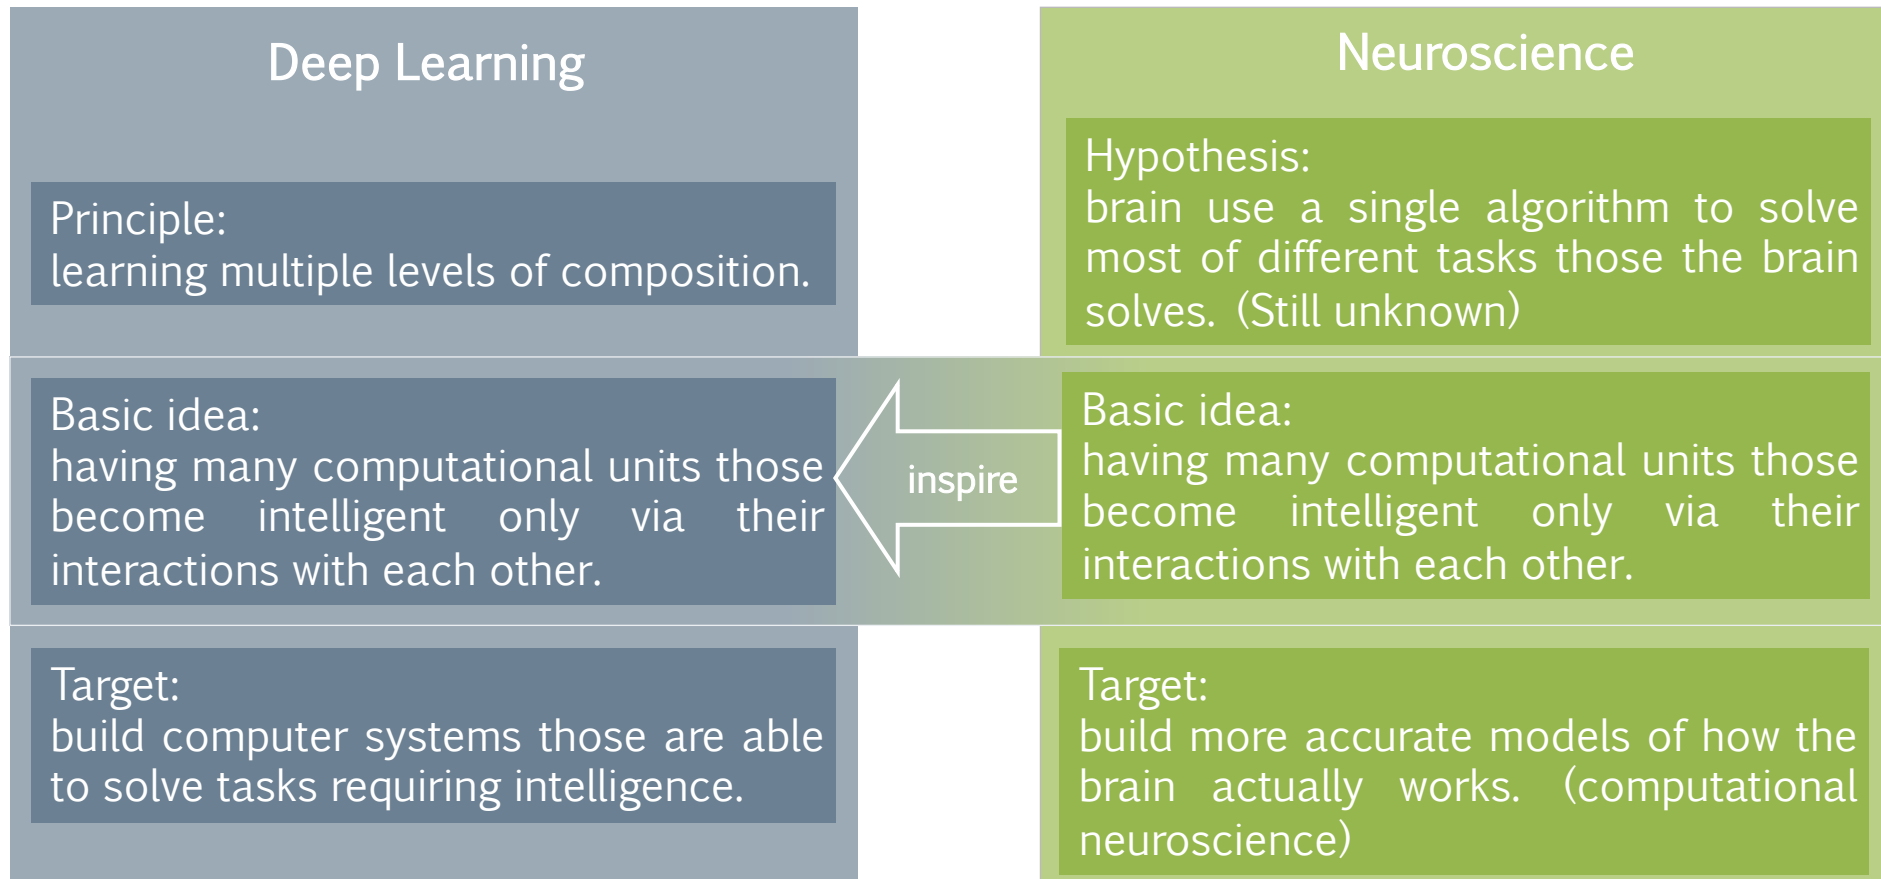 Deep Learning
Principle:
learning multiple levels of composition.
Basic idea:
having many computational units those
become intelligent only via their
interactions with each other.
Target:
build computer systems those are able
to solve tasks requiring intelligence.
inspire
Neuroscience
Hypothesis:
brain use a single algorithm to solve
most of different tasks those the brain
solves. (Still unknown)
Basic idea:
having many computational units those
become intelligent only via their
interactions with each other.
Target:
build more accurate models of how the
brain actually works. (computational
neuroscience)